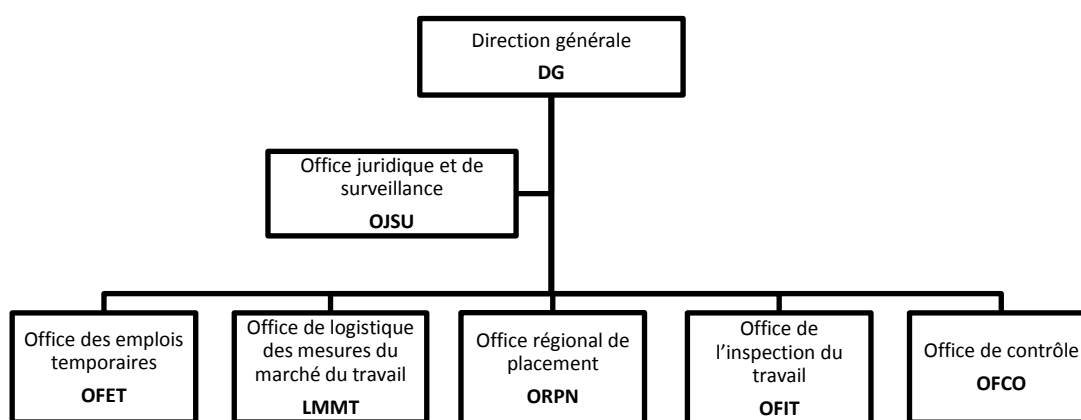 Direction générale
DG
Office juridique et de
surveillance
OJSU
Office des emplois
temporaires
OFET
Office de logistique
des mesures du
marché du travail
LMMT
Office régional de
placement
ORPN
Office de
l’inspection du
travail
OFIT
Office de contrôle
OFCO